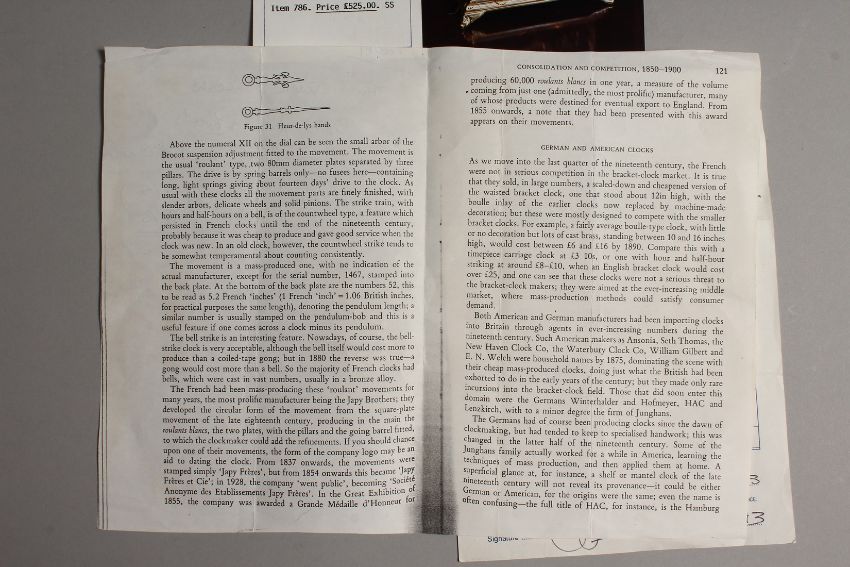 Item 786. Price £525.00. SS
Figure 31 Fleur-de-lys hands
Above the numeral XII on the dial can be seen the small arbor of the
Brocot suspension adjustment fitted to the movement. The movement is
the usual 'roulant' type, two 80mm diameter plates separated by three
pillars. The drive is by spring barrels only—no fusees here—containing
long, light springs giving about fourteen days' drive to the clock. As
usual with these clocks all the movement parts are finely finished, with
slender arbors, delicate wheels and solid pinions. The strike train, with
hours and half-hours on a bell, is of the countwheel type, a feature which
persisted in French clocks until the end of the nineteenth century,
probably because it was cheap to produce and gave good service when the
clock was new. In an old clock, however, the countwheel strike tends to
be somewhat temperamental about counting consistently.
The movement is a mass-produced one, with no indication of the
actual manufacturer, except for the serial number, 1467, stamped into
the back plate. At the bottom of the back plate are the numbers 52, this
to be read as 5.2 French 'inches' (1 French 'inch' = 1.06 British inches,
for practical purposes the same length), denoting the pendulum length; a
similar number is usually stamped on the pendulum-bob and this is a
useful feature if one comes across a clock minus its pendulum.
The bell strike is an interesting feature. Nowadays, of course, the bell-
strike clock is very acceptable, although the bell itself would cost more to
produce than a coiled-tape gong; but in 1880 the reverse was true—a
gong would cost more than a bell. So the majority of French clocks had
bells, which were cast in vast numbers, usually in a bronze alloy.
The French had been mass-producing these 'roulant' movements for
many years, the most prolific manufacturer being the Japy Brothers; they
developed the circular form of the movement from the square-plate
movement of the late eighteenth century, producing in the main the
roulants blancs, the two plates, with the pillars and the going barrel fitted,
to which the clockmaker could add the refinements. If you should chance
upon one of their movements, the form of the company logo may be an
aid to dating the clock. From 1837 onwards, the movements were
stamped simply 'Japy Frères', but from 1854 onwards this became 'Japy
Frères et Cie'; in 1928, the company 'went public', becoming 'Société
Anonyme des Etablissements Japy Frères'. In the Great Exhibition of
1855, the company was awarded a Grande Médaille d'Honneur for
CONSOLIDATION AND COMPETITION, 1850–1900 121
producing 60,000 roulants blancs in one year, a measure of the volume
coming from just one (admittedly, the most prolific) manufacturer, many
of whose products were destined for eventual export to England. From
1855 onwards, a note that they had been presented with this award
appears on their movements.
GERMAN AND AMERICAN CLOCKS
As we move into the last quarter of the nineteenth century, the French
were not in serious competition in the bracket-clock market. It is true
that they sold, in large numbers, a scaled-down and cheapened version of
the waisted bracket clock, one that stood about 12in high, with the
boulle inlay of the earlier clocks now replaced by machine-made
decoration; but these were mostly designed to compete with the smaller
bracket clocks. For example, a fairly average boulle-type clock, with little
or no decoration but lots of cast brass, standing between 10 and 16 inches
high, would cost between £6 and £16 by 1890. Compare this with a
timepiece carriage clock at £3 10s, or one with hour and half-hour
striking at around £8–£10, when an English bracket clock would cost
over £25, and one can see that these clocks were not a serious threat to
the bracket-clock makers; they were aimed at the ever-increasing middle
market, where mass-production methods could satisfy consumer
demand.
Both American and German manufacturers had been importing clocks
into Britain through agents in ever-increasing numbers during the
nineteenth century. Such American makers as Ansonia, Seth Thomas, the
New Haven Clock Co, the Waterbury Clock Co, William Gilbert and
E. N. Welch were household names by 1875, dominating the scene with
their cheap mass-produced clocks, doing just what the British had been
exhorted to do in the early years of the century; but they made only rare
incursions into the bracket-clock field. Those that did soon enter this
domain were the Germans Winterhalder and Hofmeyer, HAC and
Lenzkirch, with to a minor degree the firm of Junghans.
The Germans had of course been producing clocks since the dawn of
clockmaking, but had tended to keep to specialised handwork; this was
changed in the latter half of the nineteenth century. Some of the
Junghans family actually worked for a while in America, learning the
techniques of mass production, and then applied them at home. A
superficial glance at, for instance, a shelf or mantel clock of the late
nineteenth century will not reveal its provenance—it could be either
German or American, for the origins were the same; even the name is
often confusing—the full title of HAC, for instance, is the Hamburg